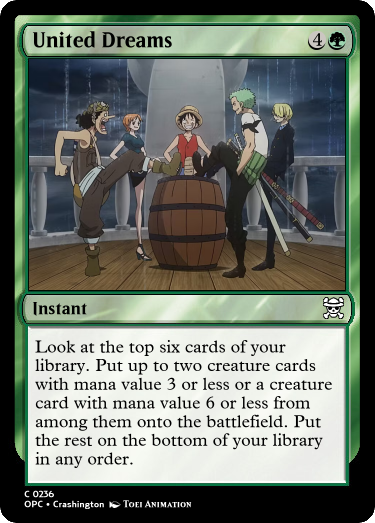 United Dreams
4
Instant
Look at the top six cards of your
library. Put up to two creature cards
with mana value 3 or less or a creature
card with mana value 6 or less from
among them onto the battlefield. Put
the rest on the bottom of your library
in any order.
C 0236
OPC • Crashington TOEI ANIMATION